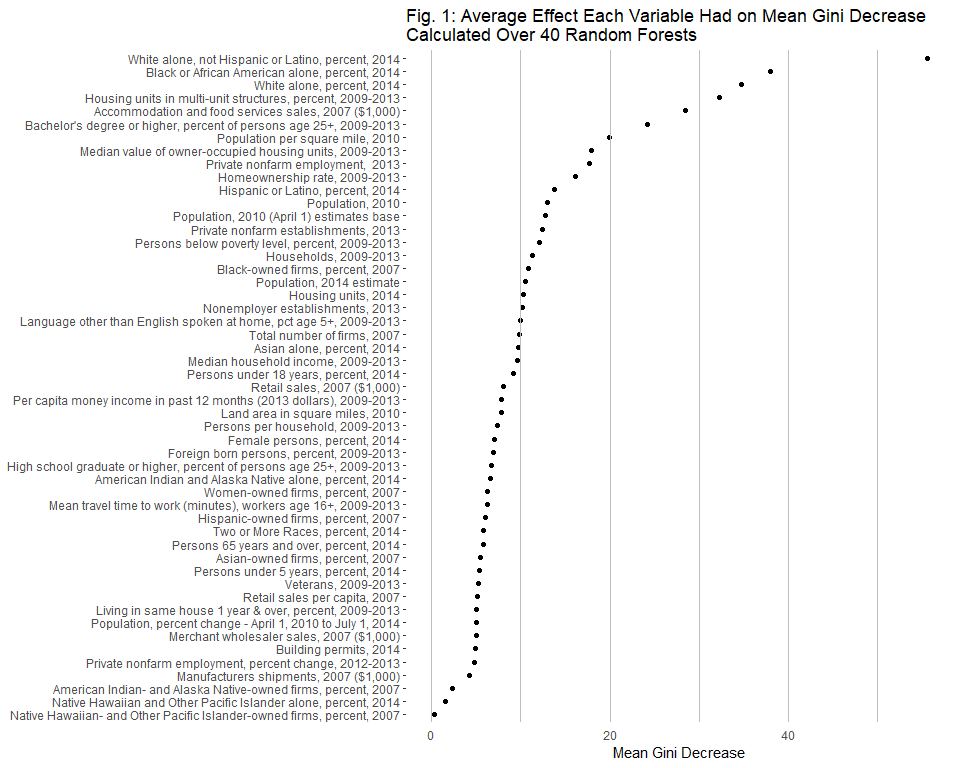 Fig. 1: Average Effect Each Variable Had on Mean Gini Decrease
Calculated Over 40 Random Forests
White alone, not Hispanic or Latino, percent, 2014
Black or African American alone, percent, 2014
White alone, percent, 2014
Housing units in multi-unit structures, percent, 2009-2013
Accommodation and food services sales, 2007 ($1,000)
Bachelor's degree or higher, percent of persons age 25+, 2009-2013
Population per square mile, 2010
Median value of owner-occupied housing units, 2009-2013
Private nonfarm employment, 2013
Homeownership rate, 2009-2013
Hispanic or Latino, percent, 2014
Population, 2010
Population, 2010 (April 1) estimates base
Private nonfarm establishments, 2013
Persons below poverty level, percent, 2009-2013
Households, 2009-2013
Black-owned firms, percent, 2007
Population, 2014 estimate
Housing units, 2014
Nonemployer establishments, 2013
Language other than English spoken at home, pct age 5+, 2009-2013
Total number of firms, 2007
Asian alone, percent, 2014
Median household income, 2009-2013
Persons under 18 years, percent, 2014
Retail sales, 2007 ($1,000)
Per capita money income in past 12 months (2013 dollars), 2009-2013
Land area in square miles, 2010
Persons per household, 2009-2013
Female persons, percent, 2014
Foreign born persons, percent, 2009-2013
High school graduate or higher, percent of persons age 25+, 2009-2013
American Indian and Alaska Native alone, percent, 2014
Women-owned firms, percent, 2007
Mean travel time to work (minutes), workers age 16+, 2009-2013
Hispanic-owned firms, percent, 2007
Two or More Races, percent, 2014
Persons 65 years and over, percent, 2014
Asian-owned firms, percent, 2007
Persons under 5 years, percent, 2014
Veterans, 2009-2013
Retail sales per capita, 2007
Living in same house 1 year & over, percent, 2009-2013
Population, percent change - April 1, 2010 to July 1, 2014
Merchant wholesaler sales, 2007 ($1,000)
Building permits, 2014
Private nonfarm employment, percent change, 2012-2013
Manufacturers shipments, 2007 ($1,000)
American Indian- and Alaska Native-owned firms, percent, 2007
Native Hawaiian and Other Pacific Islander alone, percent, 2014
Native Hawaiian- and Other Pacific Islander-owned firms, percent, 2007
0 20 40
Mean Gini Decrease